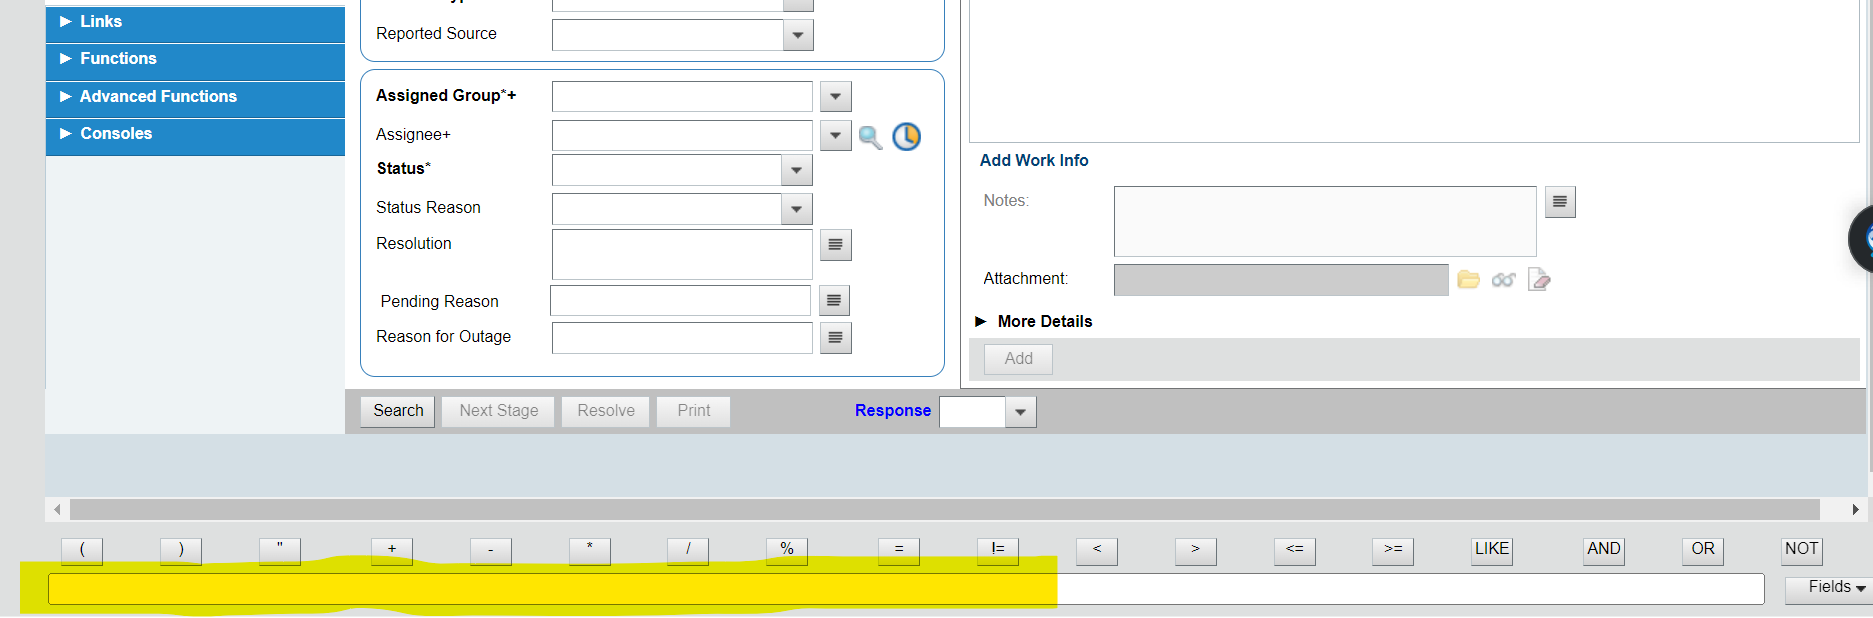 Links
Functions
Advanced Functions
Consoles
Reported Source
Assigned Group*+
Assignee+
Status*
Status Reason
Resolution
Pending Reason
Reason for Outage
Add Work Info
Notes:
Attachment:
More Details
Add
Search Next Stage Resolve Print Response
( ) " + - * / % = != < > <= >= LIKE AND OR NOT
Fields